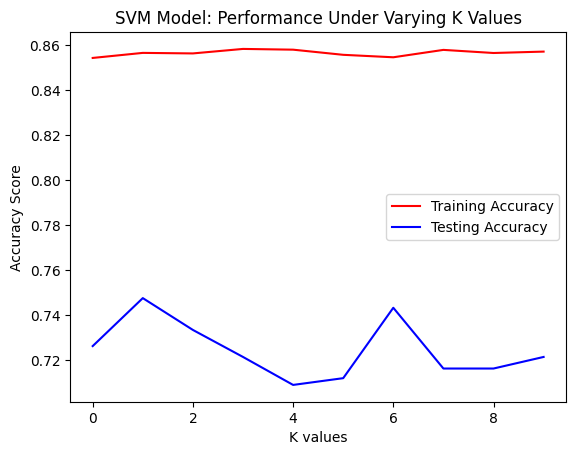 SVM Model: Performance Under Varying K Values
0.86
0.84
0.82
0.80
0.78
0.76
0.74
0.72
Accuracy Score
Training Accuracy
Testing Accuracy
0 2 4 6 8
K values